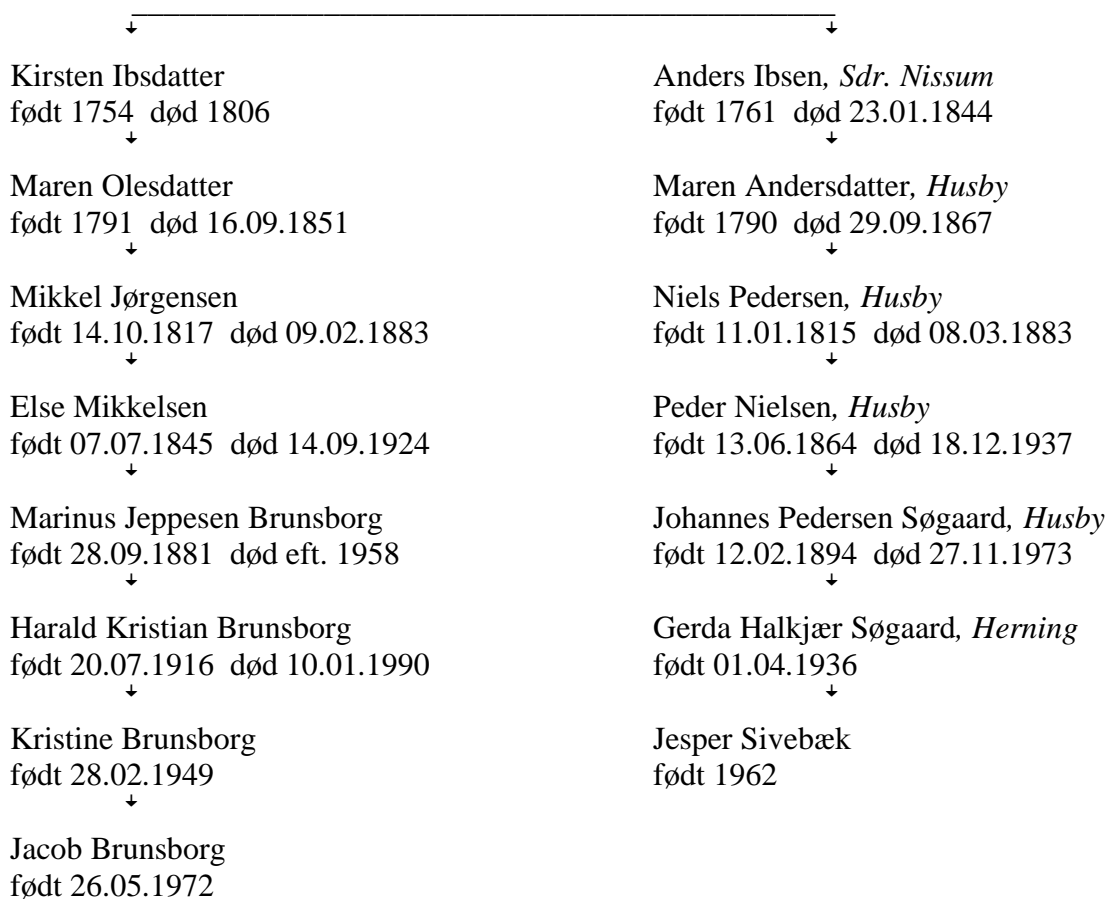 Kirsten Ibsdatter
født 1754 død 1806
Maren Olesdatter
født 1791 død 16.09.1851
Mikkel Jørgensen
født 14.10.1817 død 09.02.1883
Else Mikkelsen
født 07.07.1845 død 14.09.1924
Marinus Jeppesen Brunsborg
født 28.09.1881 død eft. 1958
Harald Kristian Brunsborg
født 20.07.1916 død 10.01.1990
Kristine Brunsborg
født 28.02.1949
Jacob Brunsborg
født 26.05.1972
Anders Ibsen, Sdr. Nissum
født 1761 død 23.01.1844
Maren Andersdatter, Husby
født 1790 død 29.09.1867
Niels Pedersen, Husby
født 11.01.1815 død 08.03.1883
Peder Nielsen, Husby
født 13.06.1864 død 18.12.1937
Johannes Pedersen Søgaard, Husby
født 12.02.1894 død 27.11.1973
Gerda Halkjær Søgaard, Herning
født 01.04.1936
Jesper Sivebæk
født 1962